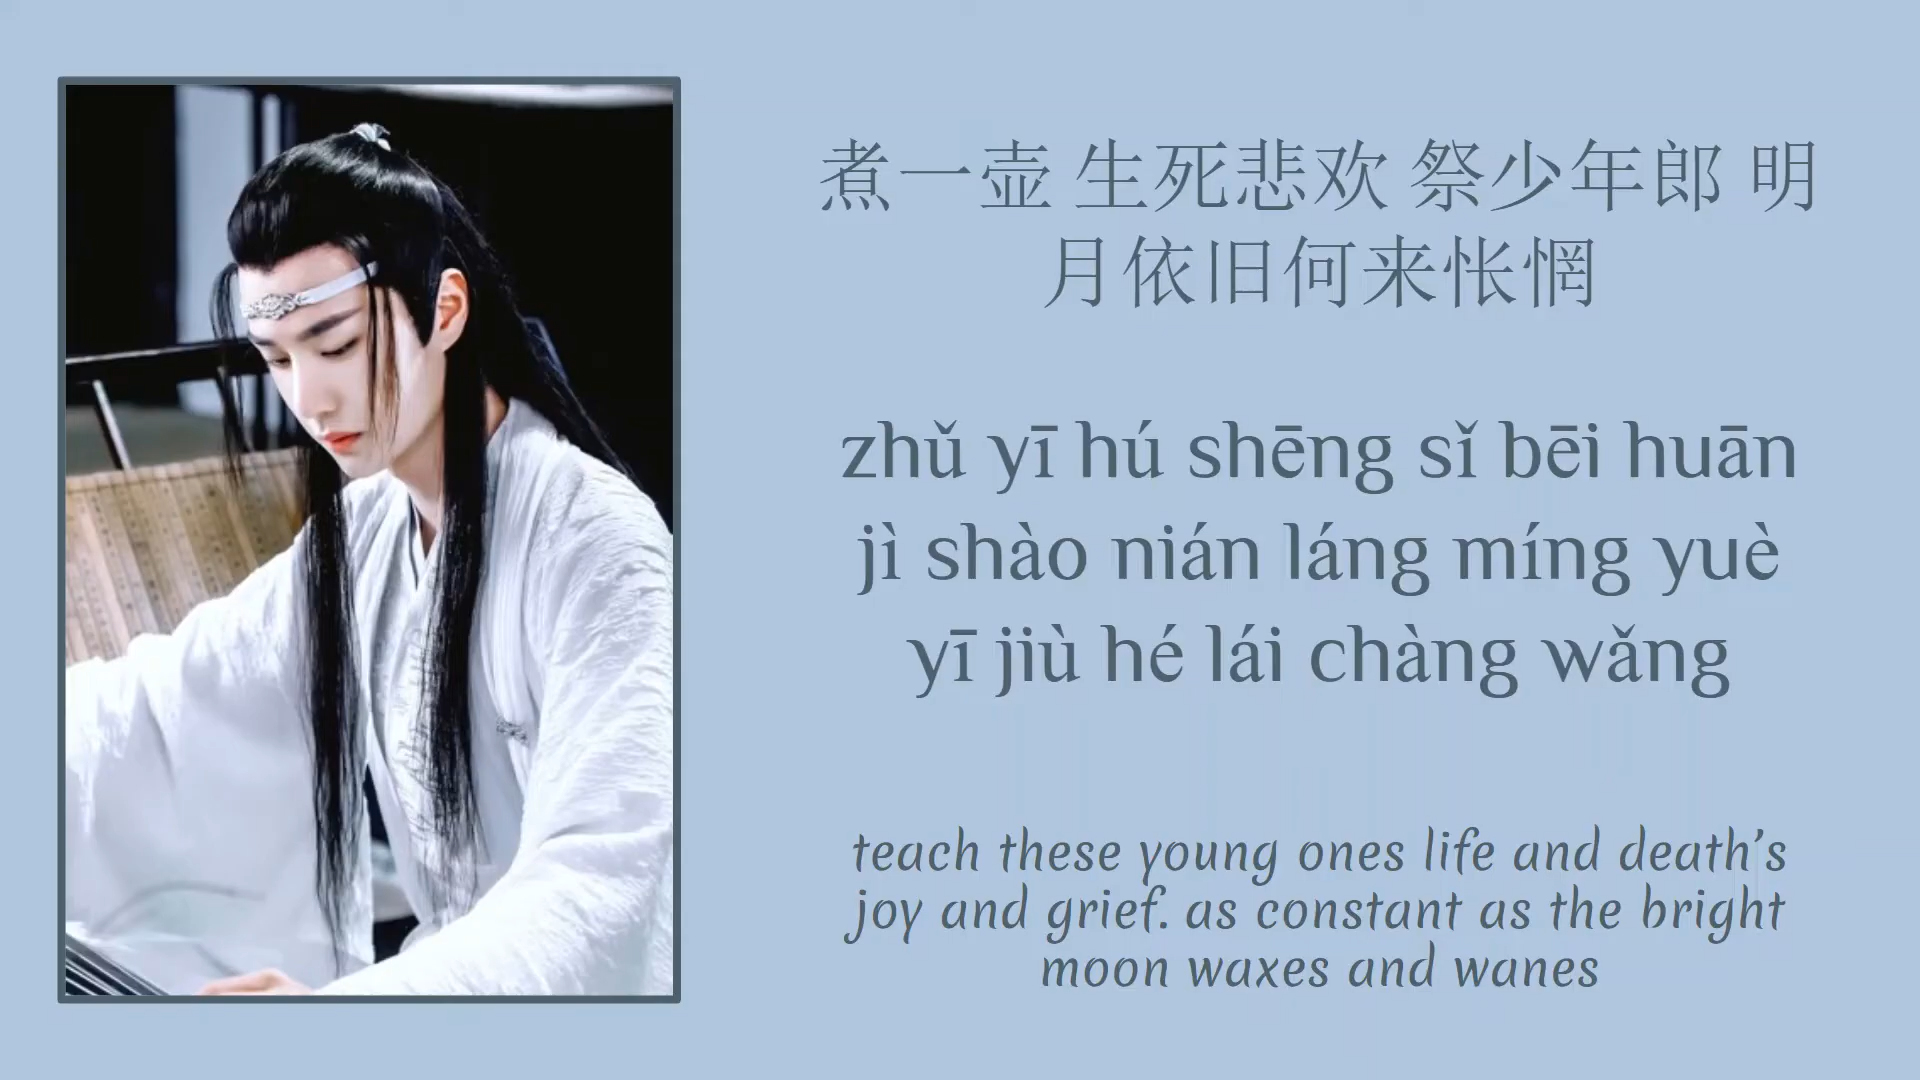 煮一壶 生死悲欢 祭少年郎 明
月依旧何来怅惘
zhǔ yī hú shēng sǐ bēi huān
jì shào nián láng míng yuè
yī jiù hé lái chàng wǎng
teach these young ones life and death’s
joy and grief. as constant as the bright
moon waxes and wanes